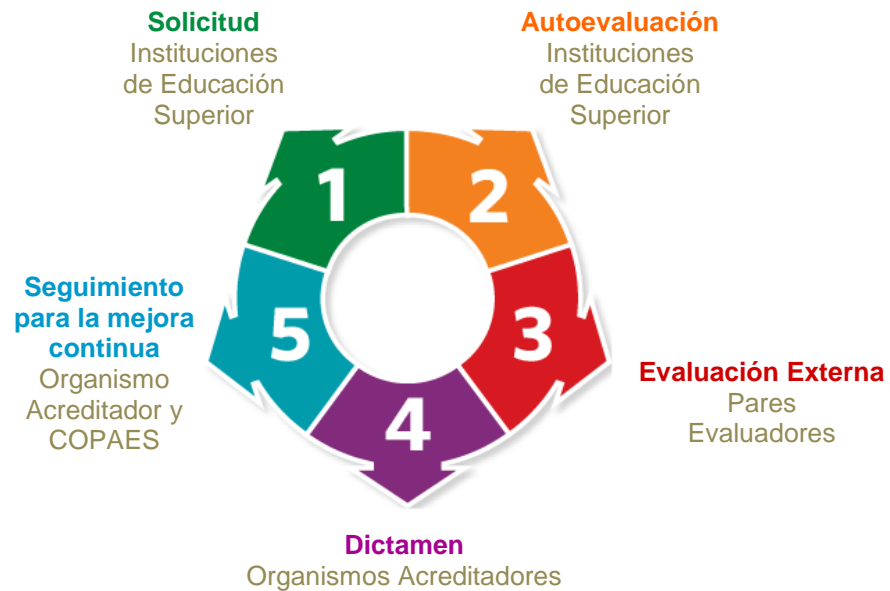 Solicitud
Instituciones
de Educación
Superior
Autoevaluación
Instituciones
de Educación
Superior
1
2
3
4
5
Evaluación Externa
Pares
Evaluadores
Dictamen
Organismos Acreditadores
Seguimiento
para la mejora
continua
Organismo
Acreditador y
COPAES